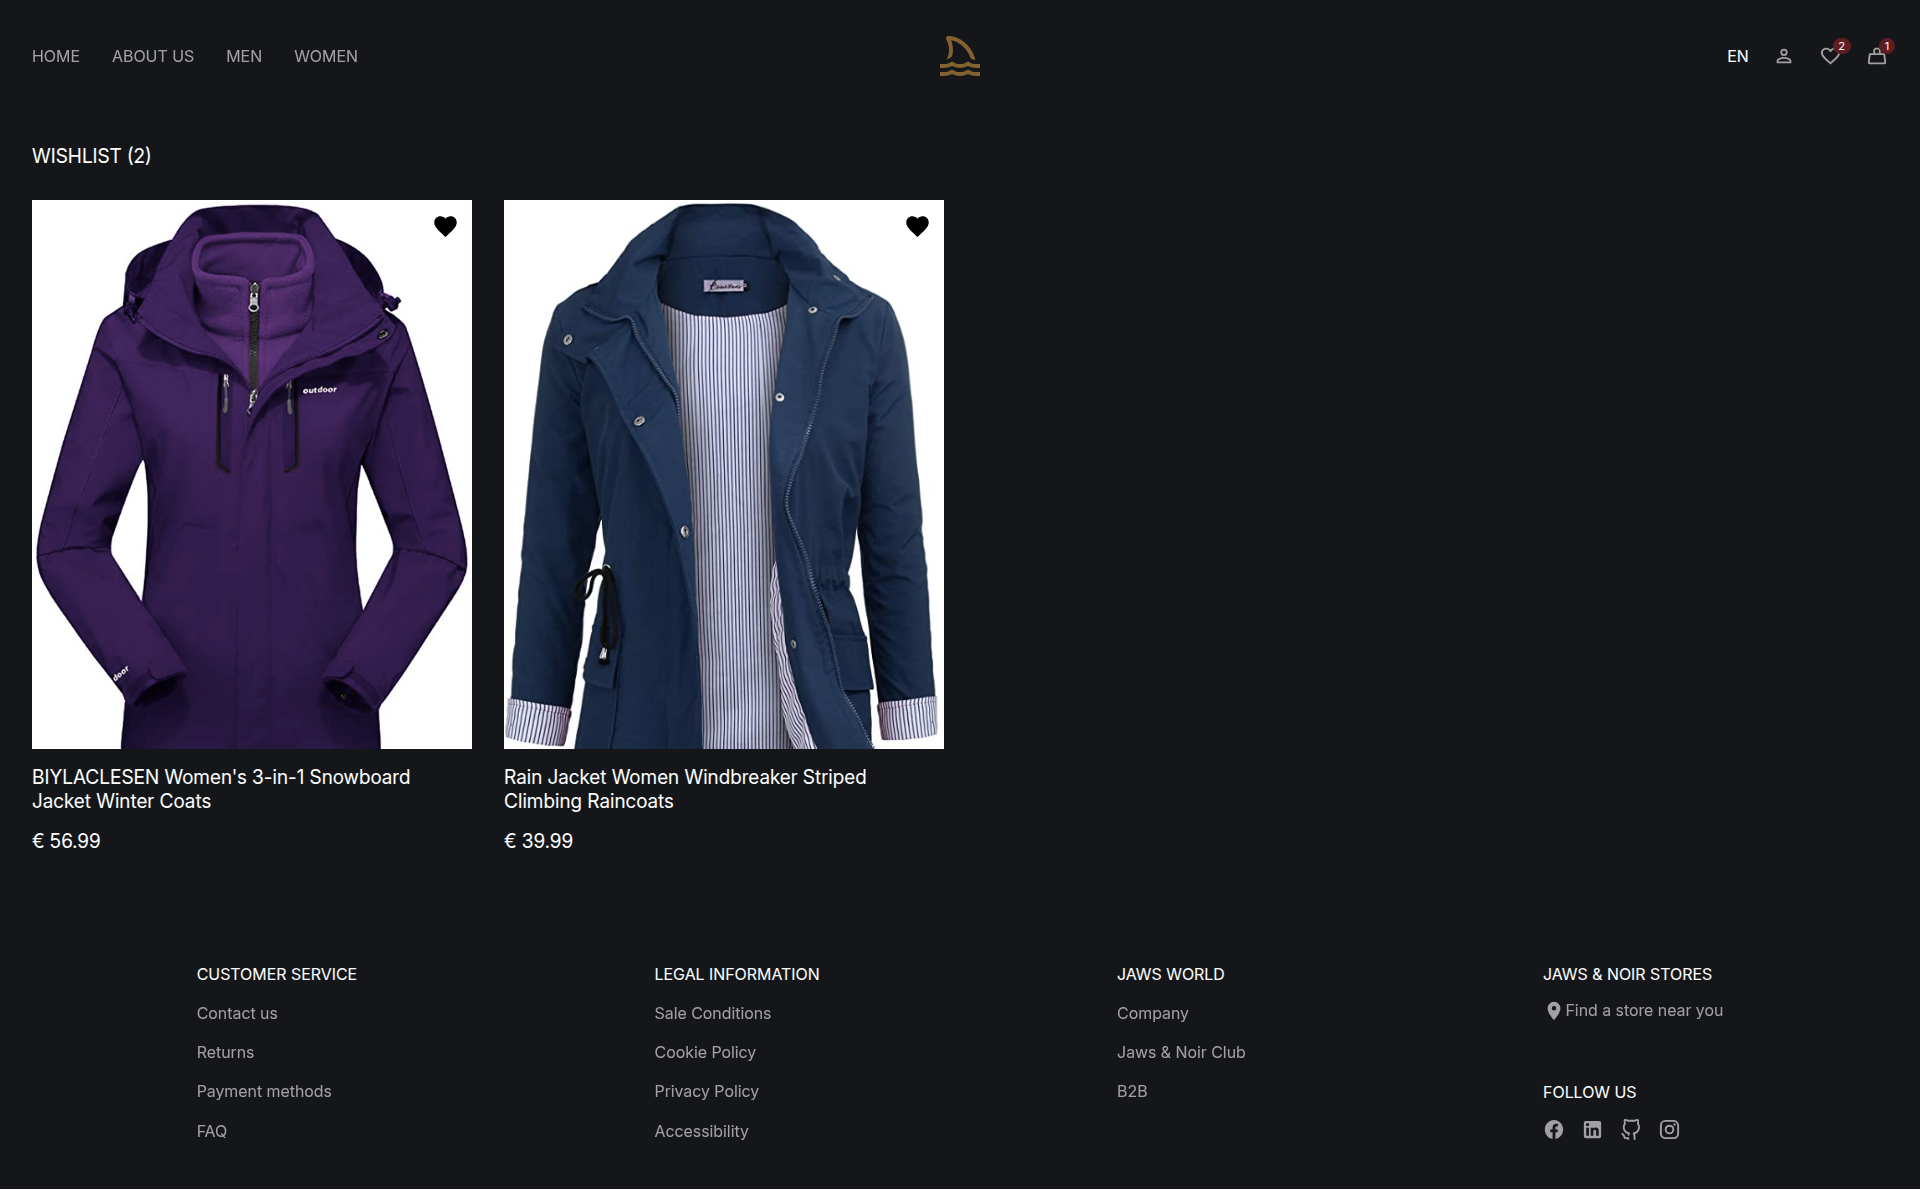 HOME
ABOUT US
MEN
WOMEN
EN
2
1
WISHLIST (2)
outdoor
door
BIYLACLESEN Women's 3-in-1 Snowboard
Jacket Winter Coats
€ 56.99
Rain Jacket Women Windbreaker Striped
Climbing Raincoats
€ 39.99
CUSTOMER SERVICE
Contact us
Returns
Payment methods
FAQ
LEGAL INFORMATION
Sale Conditions
Cookie Policy
Privacy Policy
Accessibility
JAWS WORLD
Company
Jaws & Noir Club
B2B
JAWS & NOIR STORES
Find a store near you
FOLLOW US